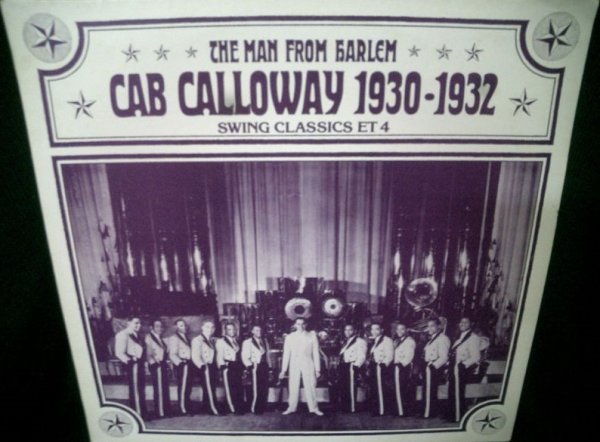 THE MAN FROM HARLEM
CAB CALLOWAY 1930-1932
SWING CLASSICS ET 4